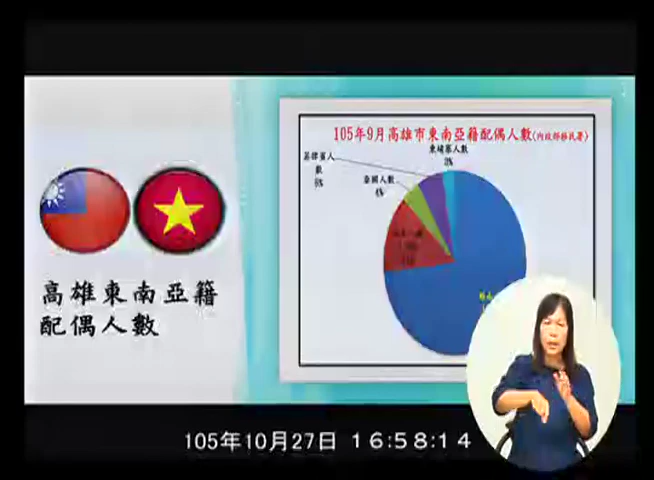 105年9月高雄市東南亞籍配偶人數(內政部移民署)
柬埔寨人數
3%
菲律賓人
數
6%
泰國人數
4%
高雄東南亞籍
配偶人數
105年10月27日 16:58:14